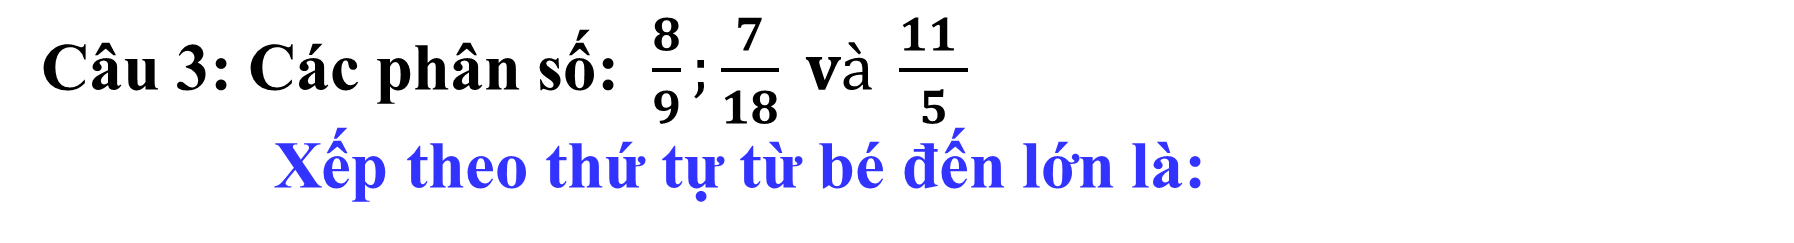 Câu 3: Các phân số: 8/9 ; 7/18 và 11/5
Xếp theo thứ tự từ bé đến lớn là: